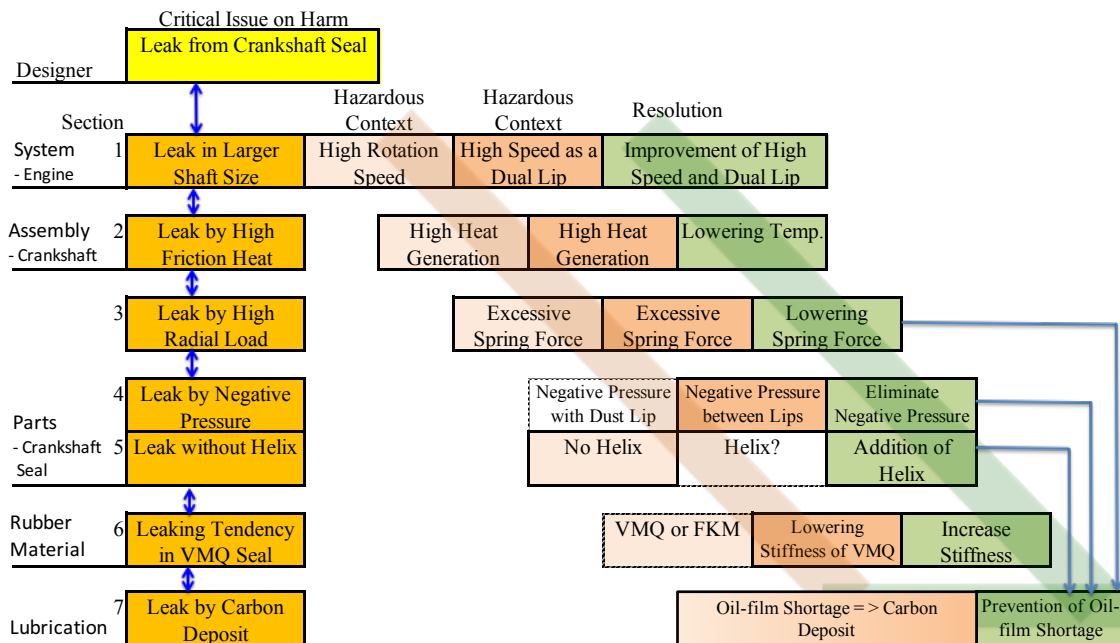 Critical Issue on Harm
Leak from Crankshaft Seal
Designer
Hazardous
Context
Hazardous
Context
Resolution
Section
System
- Engine
1
Leak in Larger
Shaft Size
High Rotation
Speed
High Speed as a
Dual Lip
Improvement of High
Speed and Dual Lip
Assembly
- Crankshaft
2
Leak by High
Friction Heat
High Heat
Generation
High Heat
Generation
Lowering Temp.
3
Leak by High
Radial Load
Excessive
Spring Force
Excessive
Spring Force
Lowering
Spring Force
4
Leak by Negative
Pressure
Negative Pressure
with Dust Lip
Negative Pressure
between Lips
Eliminate
Negative Pressure
Parts
- Crankshaft
Seal
5
Leak without Helix
No Helix
Helix?
Addition of
Helix
Rubber
Material
6
Leaking Tendency
in VMQ Seal
VMQ or FKM
Lowering
Stiffness of VMQ
Increase
Stiffness
Lubrication
7
Leak by Carbon
Deposit
Oil-film Shortage = > Carbon
Deposit
Prevention of Oil-
film Shortage